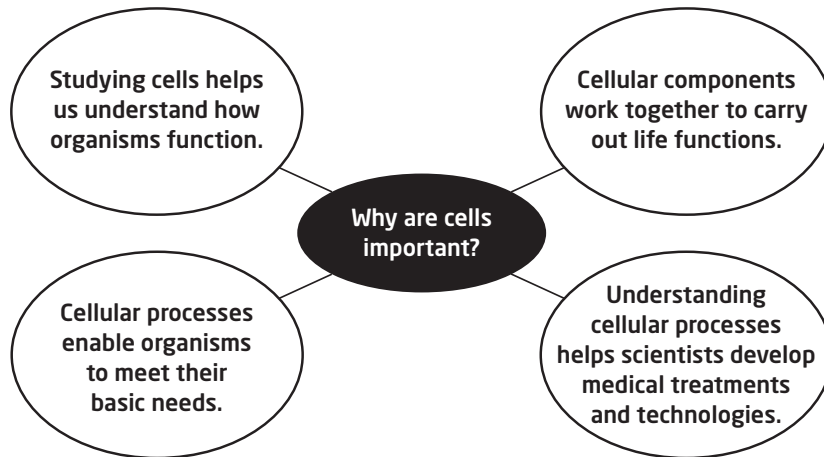 Studying cells helps
us understand how
organisms function.
Cellular components
work together to carry
out life functions.
Why are cells
important?
Cellular processes
enable organisms
to meet their
basic needs.
Understanding
cellular processes
helps scientists develop
medical treatments
and technologies.